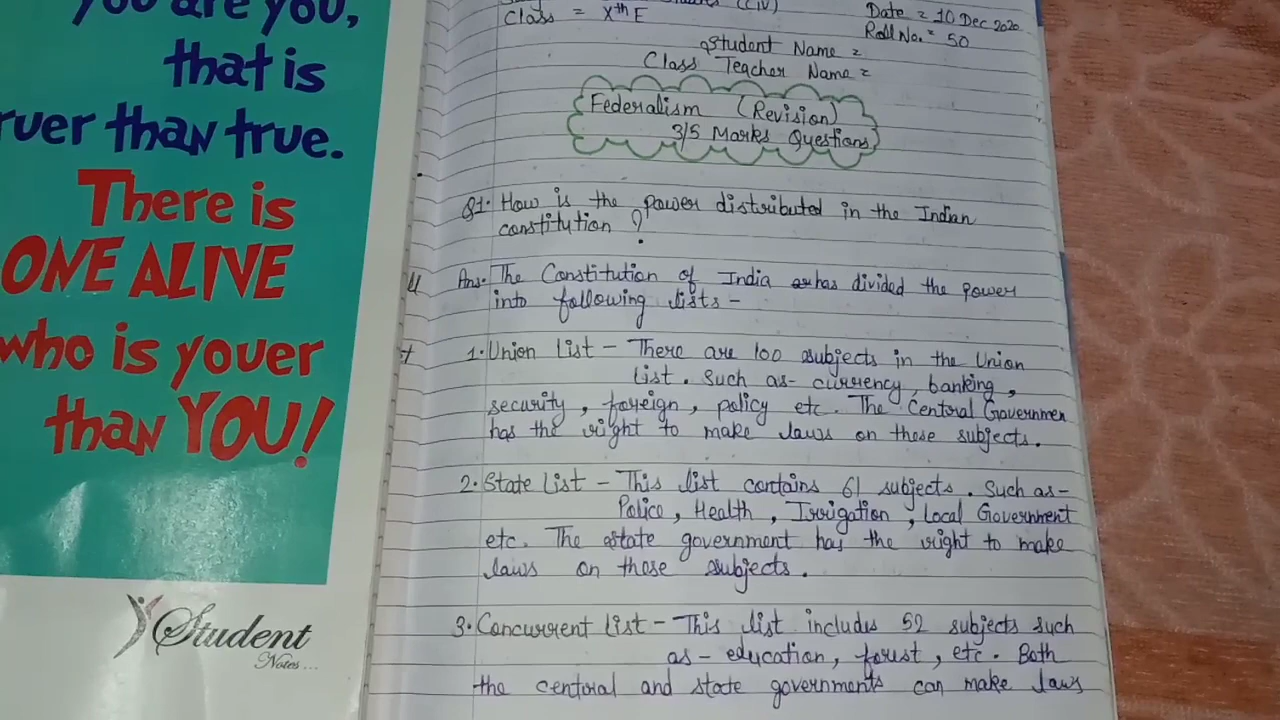 you are you,
that is
ruer than true.
There is
ONE ALIVE
who is youer
than YOU!
Student
Notes...
Class = Xth E
Date = 10 Dec 2020
Roll No. = 50
Student Name =
Class Teacher Name =
Federalism (Revision)
3/5 Marks Questions
Q1. How is the power distributed in the Indian
constitution ?
Ans. The Constitution of India has divided the power
into following lists -
1. Union List - There are 100 subjects in the Union
List. Such as - currency, banking,
security, foreign, policy etc. The Central Governmen
has the right to make laws on these subjects.
2. State List - This list contains 61 subjects. Such as -
Police, Health, Irrigation, Local Government
etc. The state government has the right to make
laws on these subjects.
3. Concurrent List - This list includes 52 subjects such
as - education, forest, etc. Both
the central and state governments can make laws